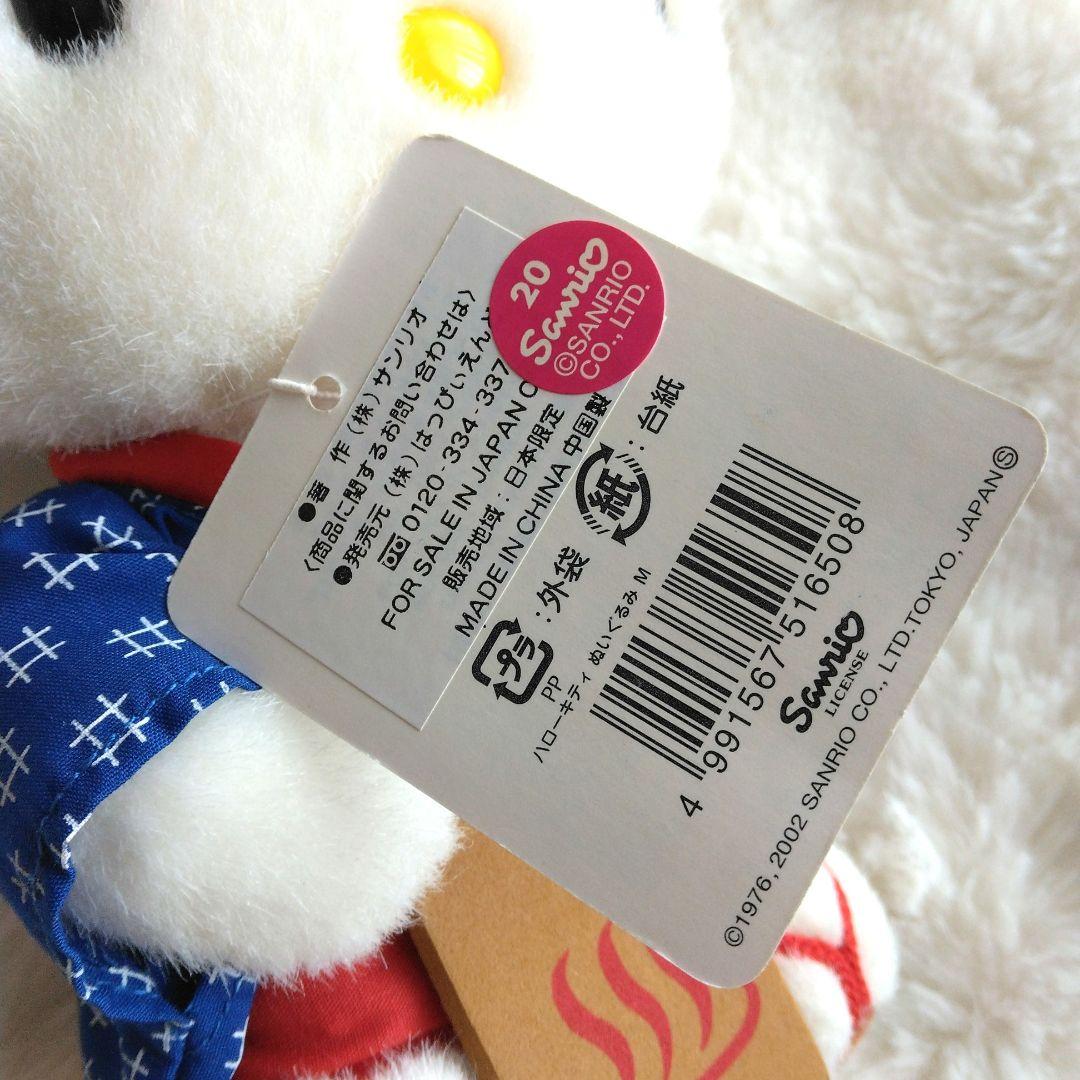 ●著 作(株)サンリオ
〈商品に関するお問い合わせは〉
●発売元(株)はっぴぃえんど
0120-334-337
FOR SALE IN JAPAN O
販売地域:日本限定
MADE IN CHINA 中国製
20
Sanrio
©SANRIO
CO., LTD.
プラ:外袋 紙:台紙
PP
ハローキティ ぬいぐるみ M
4 991567 516508
Sanrio
LICENSE
©1976, 2002 SANRIO CO., LTD.TOKYO, JAPAN Ⓢ